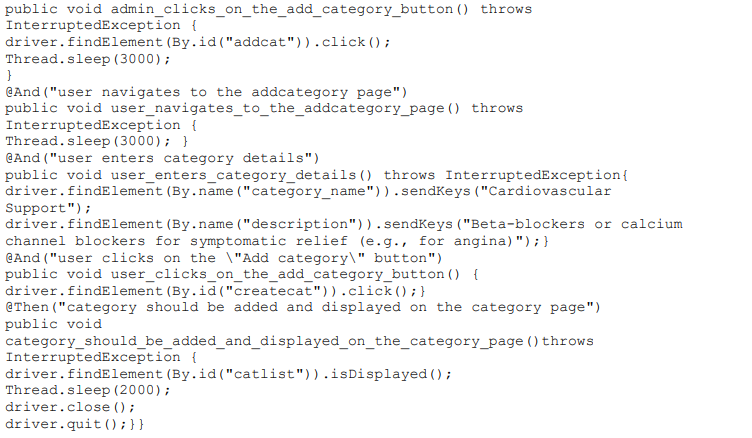 public void admin_clicks_on_the_add_category_button() throws
InterruptedException {
driver.findElement(By.id("addcat")).click();
Thread.sleep(3000);
}
@And("user navigates to the addcategory page")
public void user_navigates_to_the_addcategory_page() throws
InterruptedException {
Thread.sleep(3000); }
@And("user enters category details")
public void user_enters_category_details() throws InterruptedException{
driver.findElement(By.name("category_name")).sendKeys("Cardiovascular
Support");
driver.findElement(By.name("description")).sendKeys("Beta-blockers or calcium
channel blockers for symptomatic relief (e.g., for angina)");}
@And("user clicks on the \"Add category\" button")
public void user_clicks_on_the_add_category_button() {
driver.findElement(By.id("createcat")).click();}
@Then("category should be added and displayed on the category page")
public void
category_should_be_added_and_displayed_on_the_category_page()throws
InterruptedException {
driver.findElement(By.id("catlist")).isDisplayed();
Thread.sleep(2000);
driver.close();
driver.quit();}}